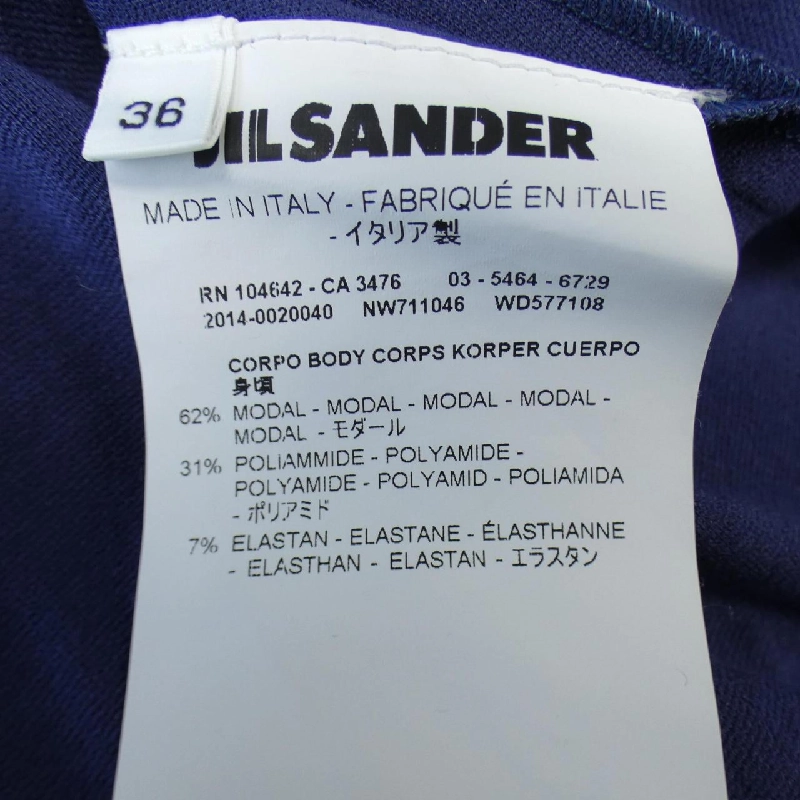 36
JIL SANDER
MADE IN ITALY - FABRIQUÉ EN ITALIE
- イタリア製
RN 104642 - CA 3476 03 - 5464 - 6729
2014-0020040 NW711046 WD577108
CORPO BODY CORPS KORPER CUERPO
身頃
62% MODAL - MODAL - MODAL - MODAL -
MODAL - モダール
31% POLIAMMIDE - POLYAMIDE -
POLYAMIDE - POLYAMID - POLIAMIDA
- ポリアミド
7% ELASTAN - ELASTANE - ÉLASTHANNE
- ELASTHAN - ELASTAN - エラスタン